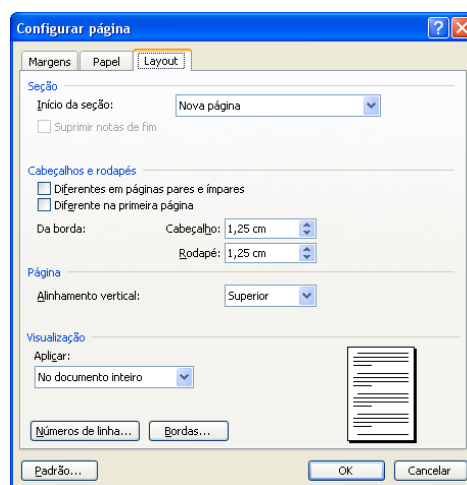 Configurar página
Margens Papel Layout
Seção
Início da seção: Nova página
Suprimir notas de fim
Cabeçalhos e rodapés
Diferentes em páginas pares e ímpares
Diferente na primeira página
Da borda: Cabeçalho: 1,25 cm
Rodapé: 1,25 cm
Página
Alinhamento vertical: Superior
Visualização
Aplicar:
No documento inteiro
Números de linha... Bordas...
Padrão... OK Cancelar